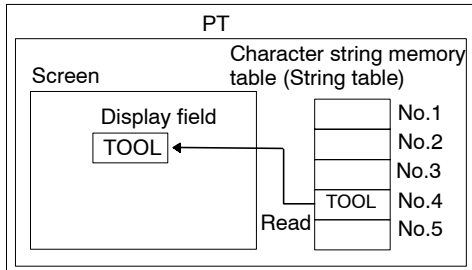 PT
Character string memory
table (String table)
Screen
Display field
TOOL
No.1
No.2
No.3
TOOL No.4
Read No.5